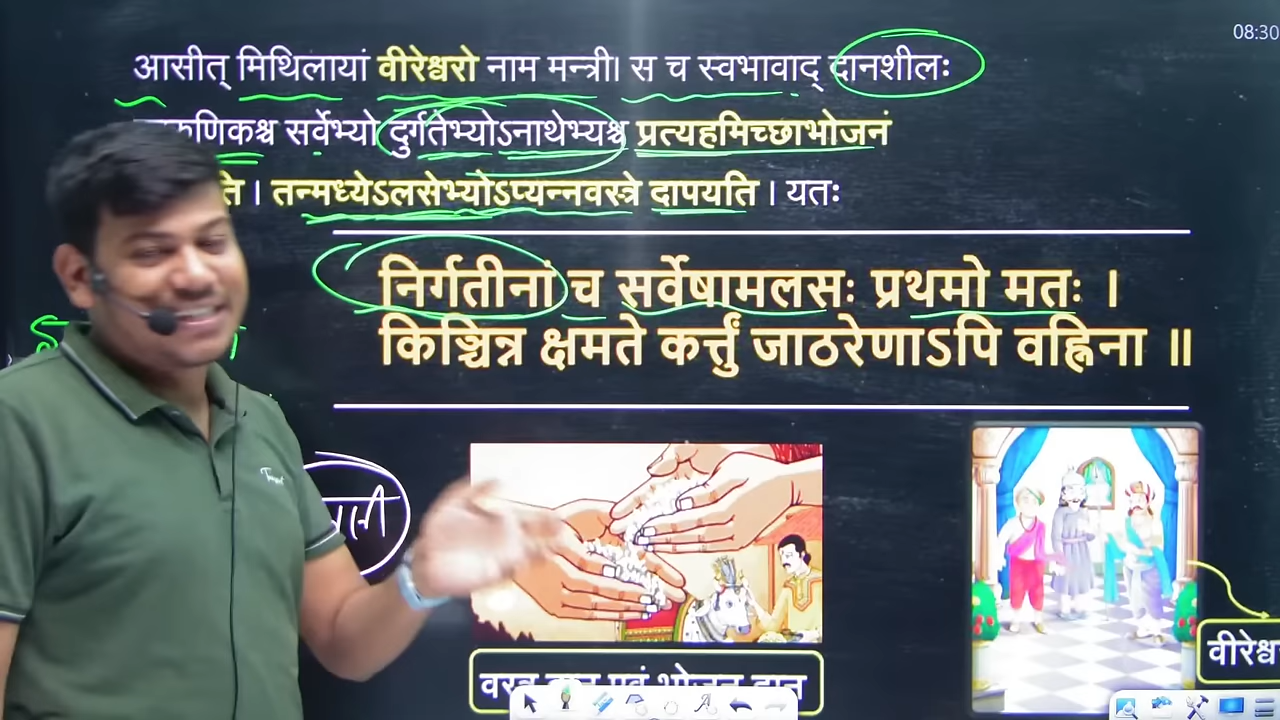 08:30
आसीत् मिथिलायां वीरेश्वरो नाम मन्त्री। स च स्वभावाद् दानशीलः
सर्वेभ्यो दुर्गतेभ्योऽनाथेभ्यश्च प्रत्यहमिच्छाभोजनं
। तन्मध्येऽलसेभ्योऽप्यन्नवस्त्रे दापयति । यतः
निर्गतीनां च सर्वेषामलसः प्रथमो मतः ।
किञ्चिन्न क्षमते कर्त्तुं जाठरेणाऽपि वह्निना ॥